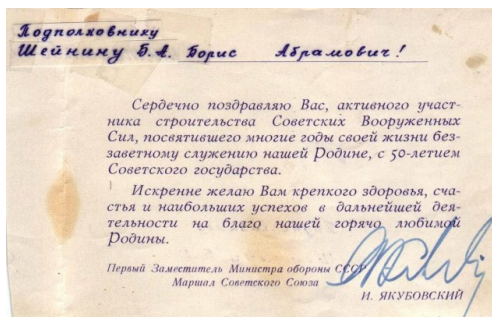 Подполковнику
Шейнину Б.А. Борис Абрамович!
Сердечно поздравляю Вас, активного участ-
ника строительства Советских Вооруженных
Сил, посвятившего многие годы своей жизни без-
заветному служению нашей Родине, с 50-летием
Советского государства.
Искренне желаю Вам крепкого здоровья, сча-
стья и наибольших успехов в дальнейшей дея-
тельности на благо нашей горячо любимой
Родины.
Первый Заместитель Министра обороны СССР
Маршал Советского Союза
И. ЯКУБОВСКИЙ